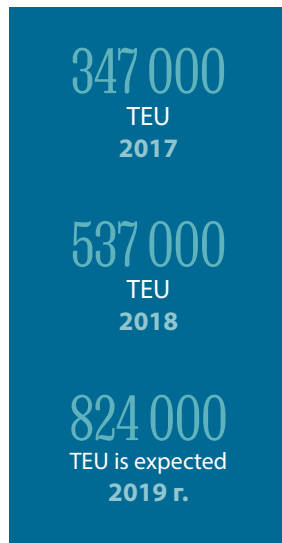 347 000
TEU
2017
537 000
TEU
2018
824 000
TEU is expected
2019 г.